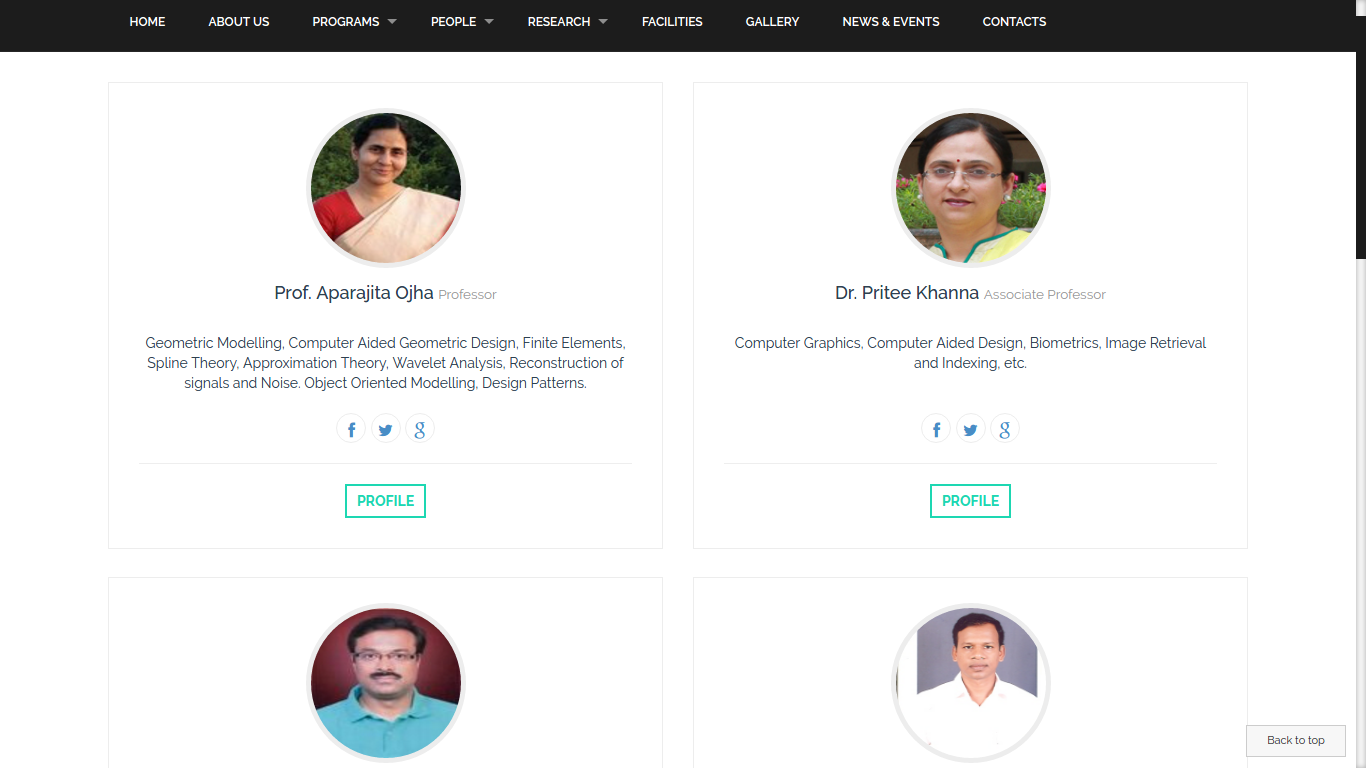 HOME ABOUT US PROGRAMS PEOPLE RESEARCH FACILITIES GALLERY NEWS & EVENTS CONTACTS
Prof. Aparajita Ojha Professor
Geometric Modelling, Computer Aided Geometric Design, Finite Elements,
Spline Theory, Approximation Theory, Wavelet Analysis, Reconstruction of
signals and Noise. Object Oriented Modelling, Design Patterns.
PROFILE
Dr. Pritee Khanna Associate Professor
Computer Graphics, Computer Aided Design, Biometrics, Image Retrieval
and Indexing, etc.
PROFILE
Back to top